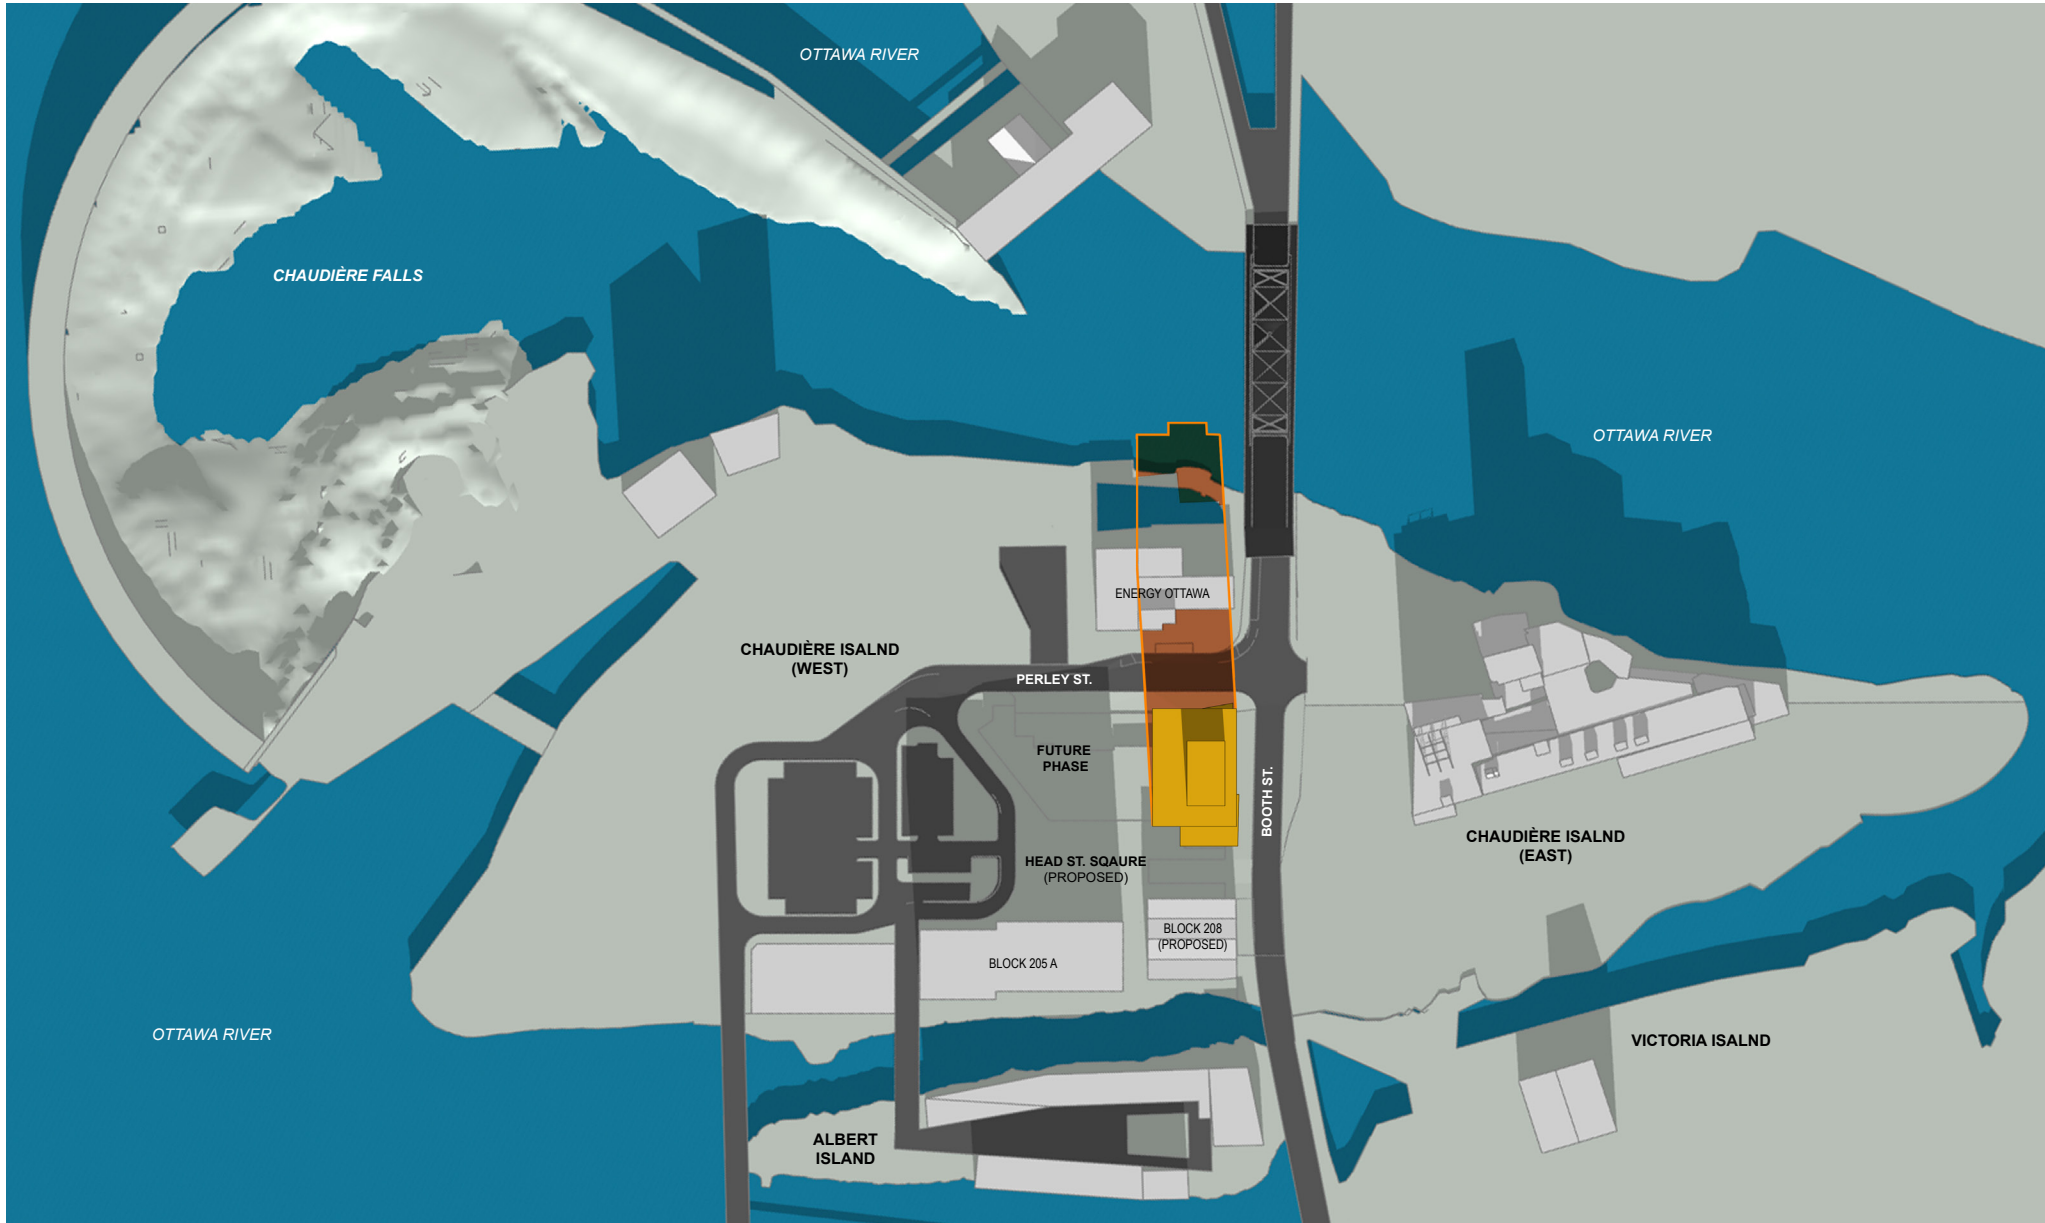 OTTAWA RIVER
CHAUDIÈRE FALLS
OTTAWA RIVER
ENERGY OTTAWA
CHAUDIÈRE ISALND
(WEST)
PERLEY ST.
FUTURE
PHASE
BOOTH ST.
CHAUDIÈRE ISALND
(EAST)
HEAD ST. SQAURE
(PROPOSED)
BLOCK 208
(PROPOSED)
BLOCK 205 A
OTTAWA RIVER
VICTORIA ISALND
ALBERT
ISLAND